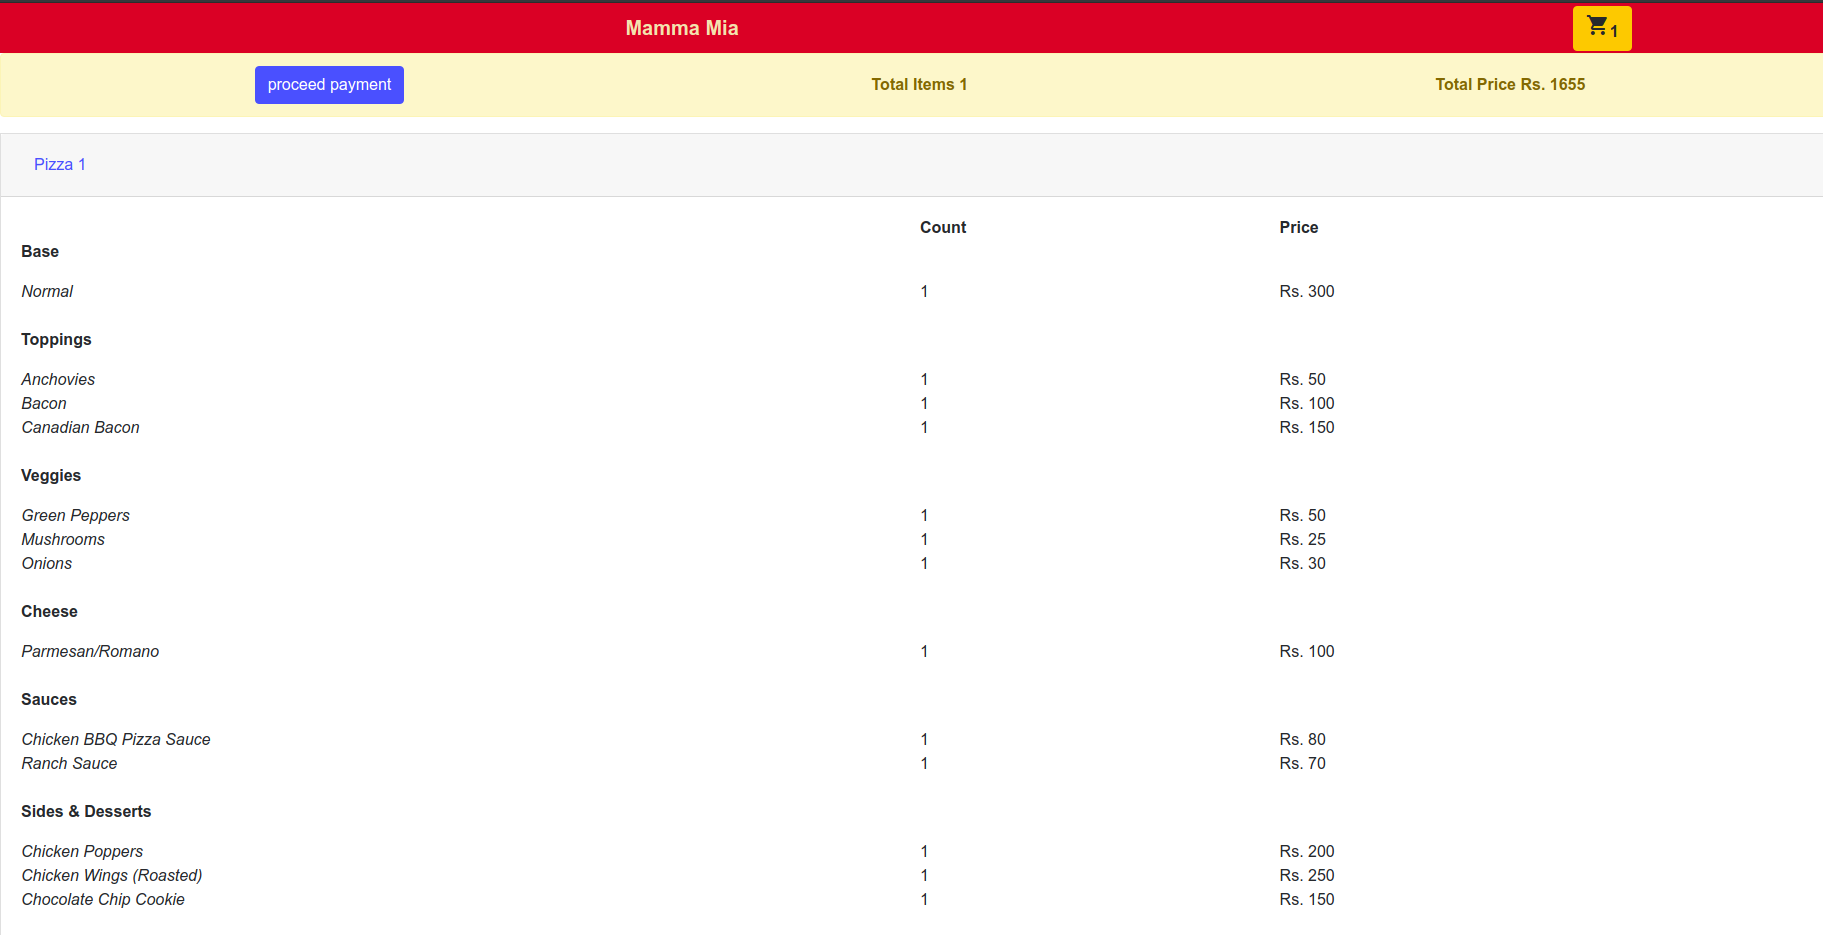 Mamma Mia 1
proceed payment Total Items 1 Total Price Rs. 1655
Pizza 1
Count Price
Base
Normal 1 Rs. 300
Toppings
Anchovies 1 Rs. 50
Bacon 1 Rs. 100
Canadian Bacon 1 Rs. 150
Veggies
Green Peppers 1 Rs. 50
Mushrooms 1 Rs. 25
Onions 1 Rs. 30
Cheese
Parmesan/Romano 1 Rs. 100
Sauces
Chicken BBQ Pizza Sauce 1 Rs. 80
Ranch Sauce 1 Rs. 70
Sides & Desserts
Chicken Poppers 1 Rs. 200
Chicken Wings (Roasted) 1 Rs. 250
Chocolate Chip Cookie 1 Rs. 150